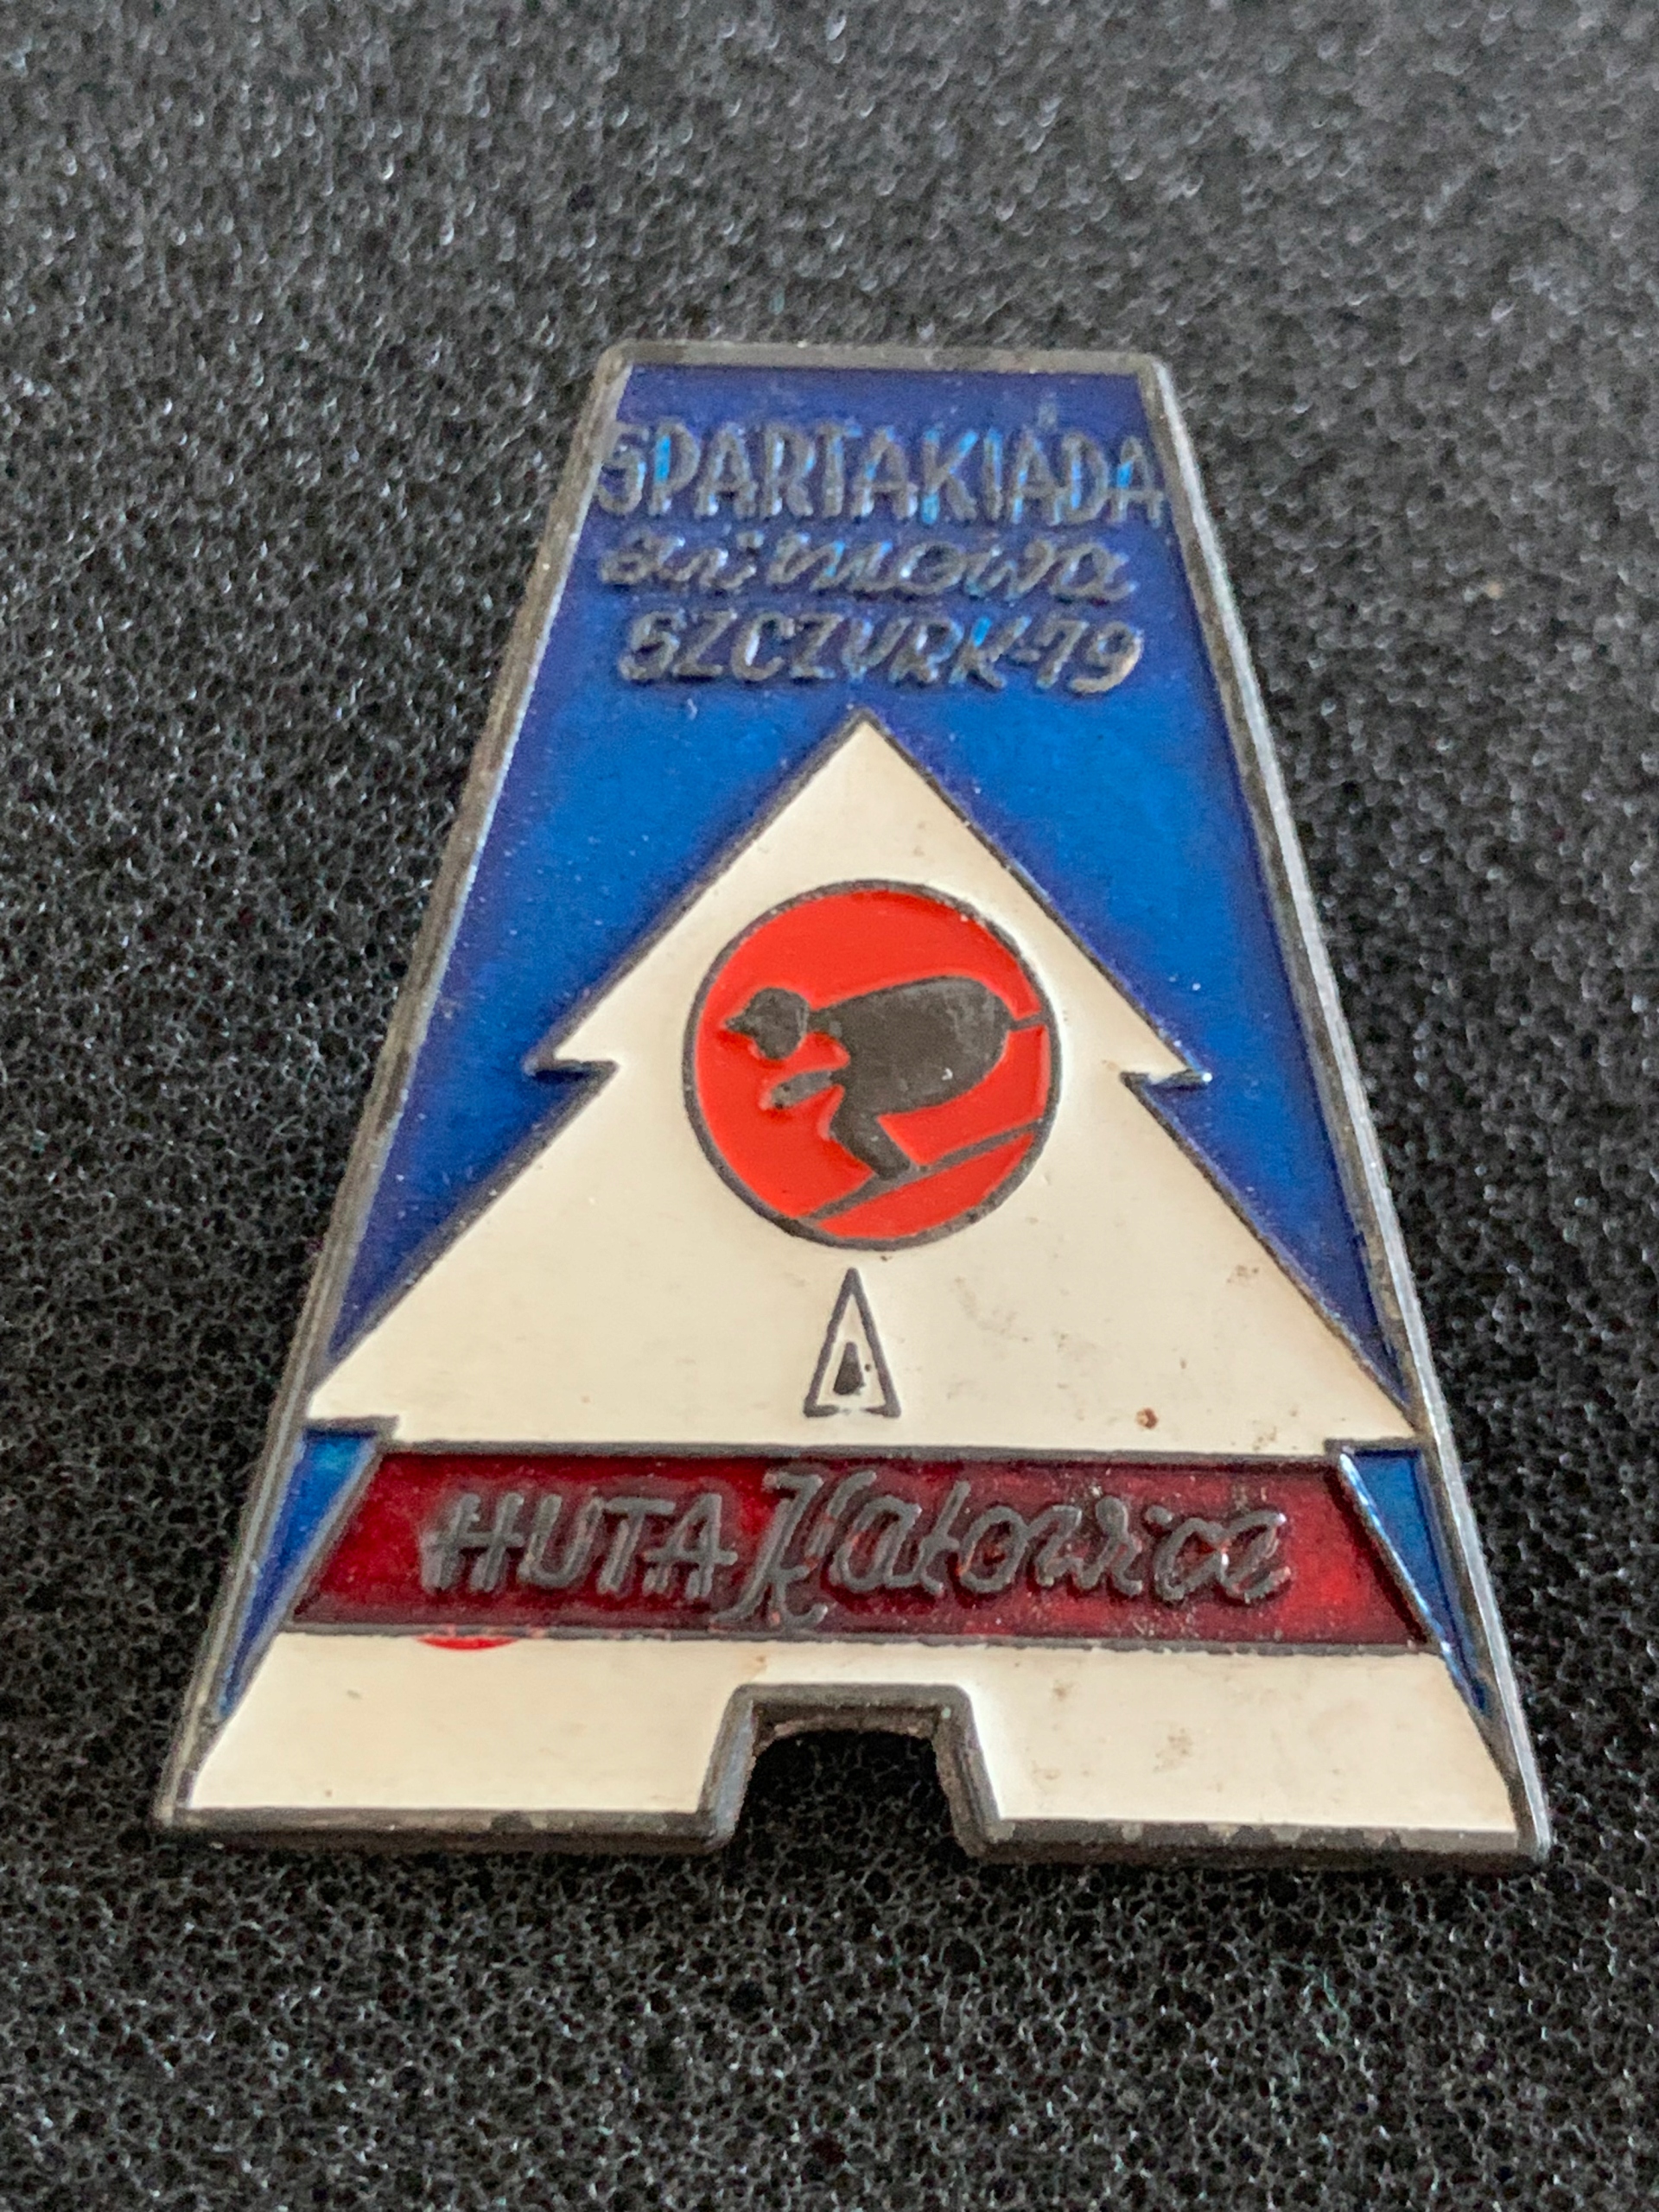 SPARTAKIADA
zimowa
SZCZYRK-79
HUTA Katowice